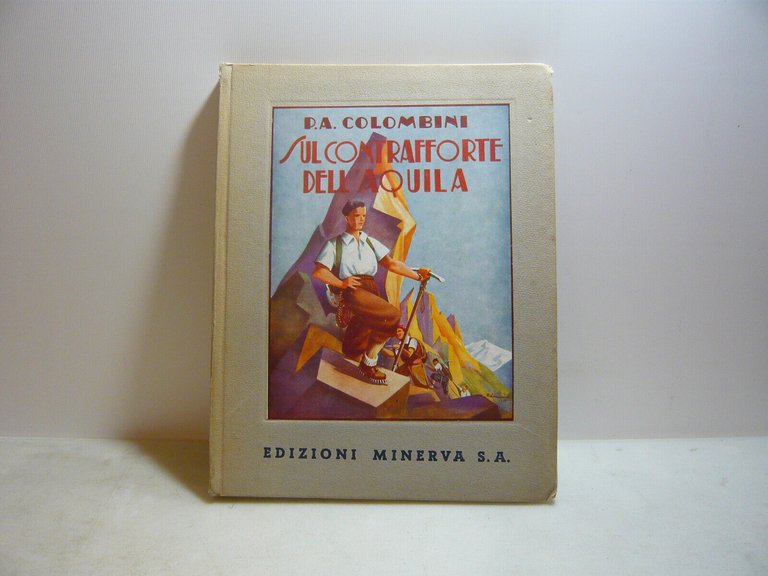 P.A. COLOMBINI
SUL CONTRAFFORTE
DELL'AQUILA
EDIZIONI MINERVA S.A.